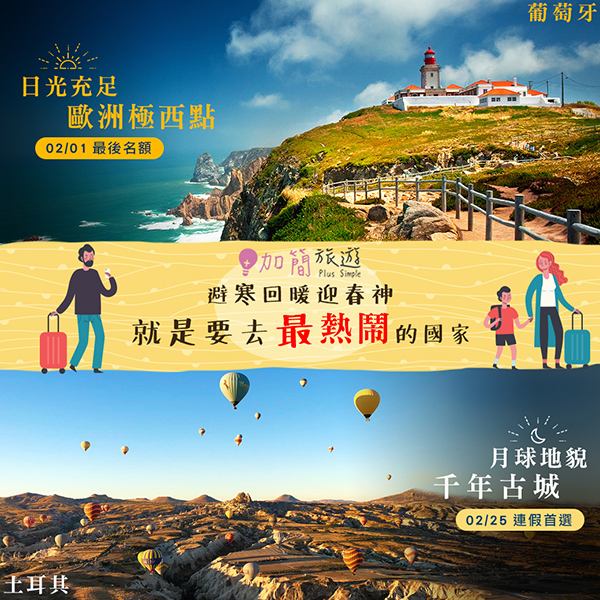 葡萄牙
日光充足
歐洲極西點
02/01 最後名額
加簡旅遊
Plus Simple
避寒回暖迎春神
就是要去最熱鬧的國家
月球地貌
千年古城
02/25 連假首選
土耳其